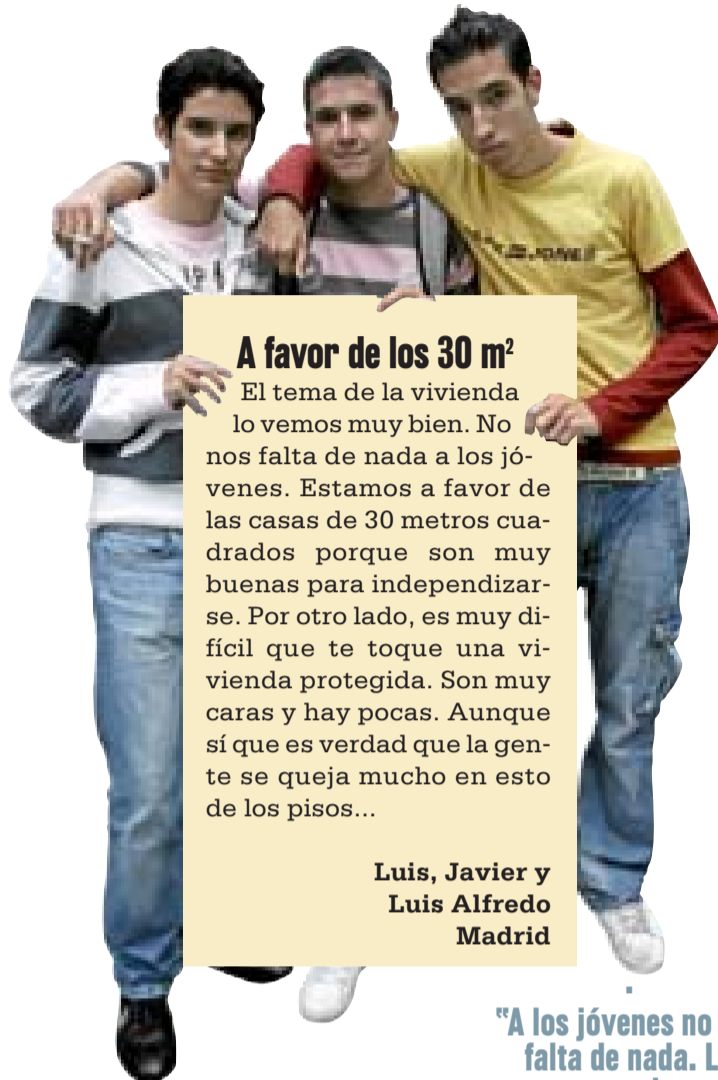 A favor de los 30 m²
El tema de la vivienda
lo vemos muy bien. No
nos falta de nada a los jó-
venes. Estamos a favor de
las casas de 30 metros cua-
drados porque son muy
buenas para independizar-
se. Por otro lado, es muy di-
fícil que te toque una vi-
vienda protegida. Son muy
caras y hay pocas. Aunque
sí que es verdad que la gen-
te se queja mucho en esto
de los pisos...
Luis, Javier y
Luis Alfredo
Madrid
"A los jóvenes no
falta de nada. L